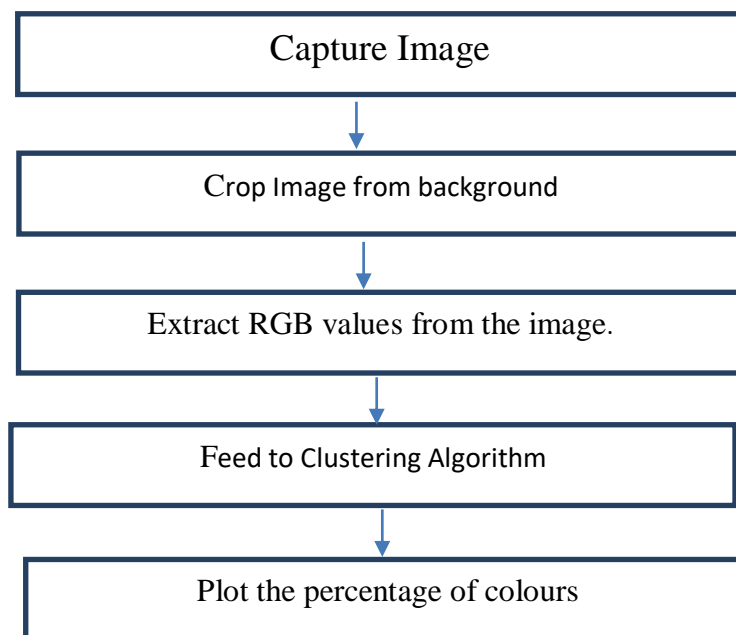 Capture Image
Crop Image from background
Extract RGB values from the image.
Feed to Clustering Algorithm
Plot the percentage of colours